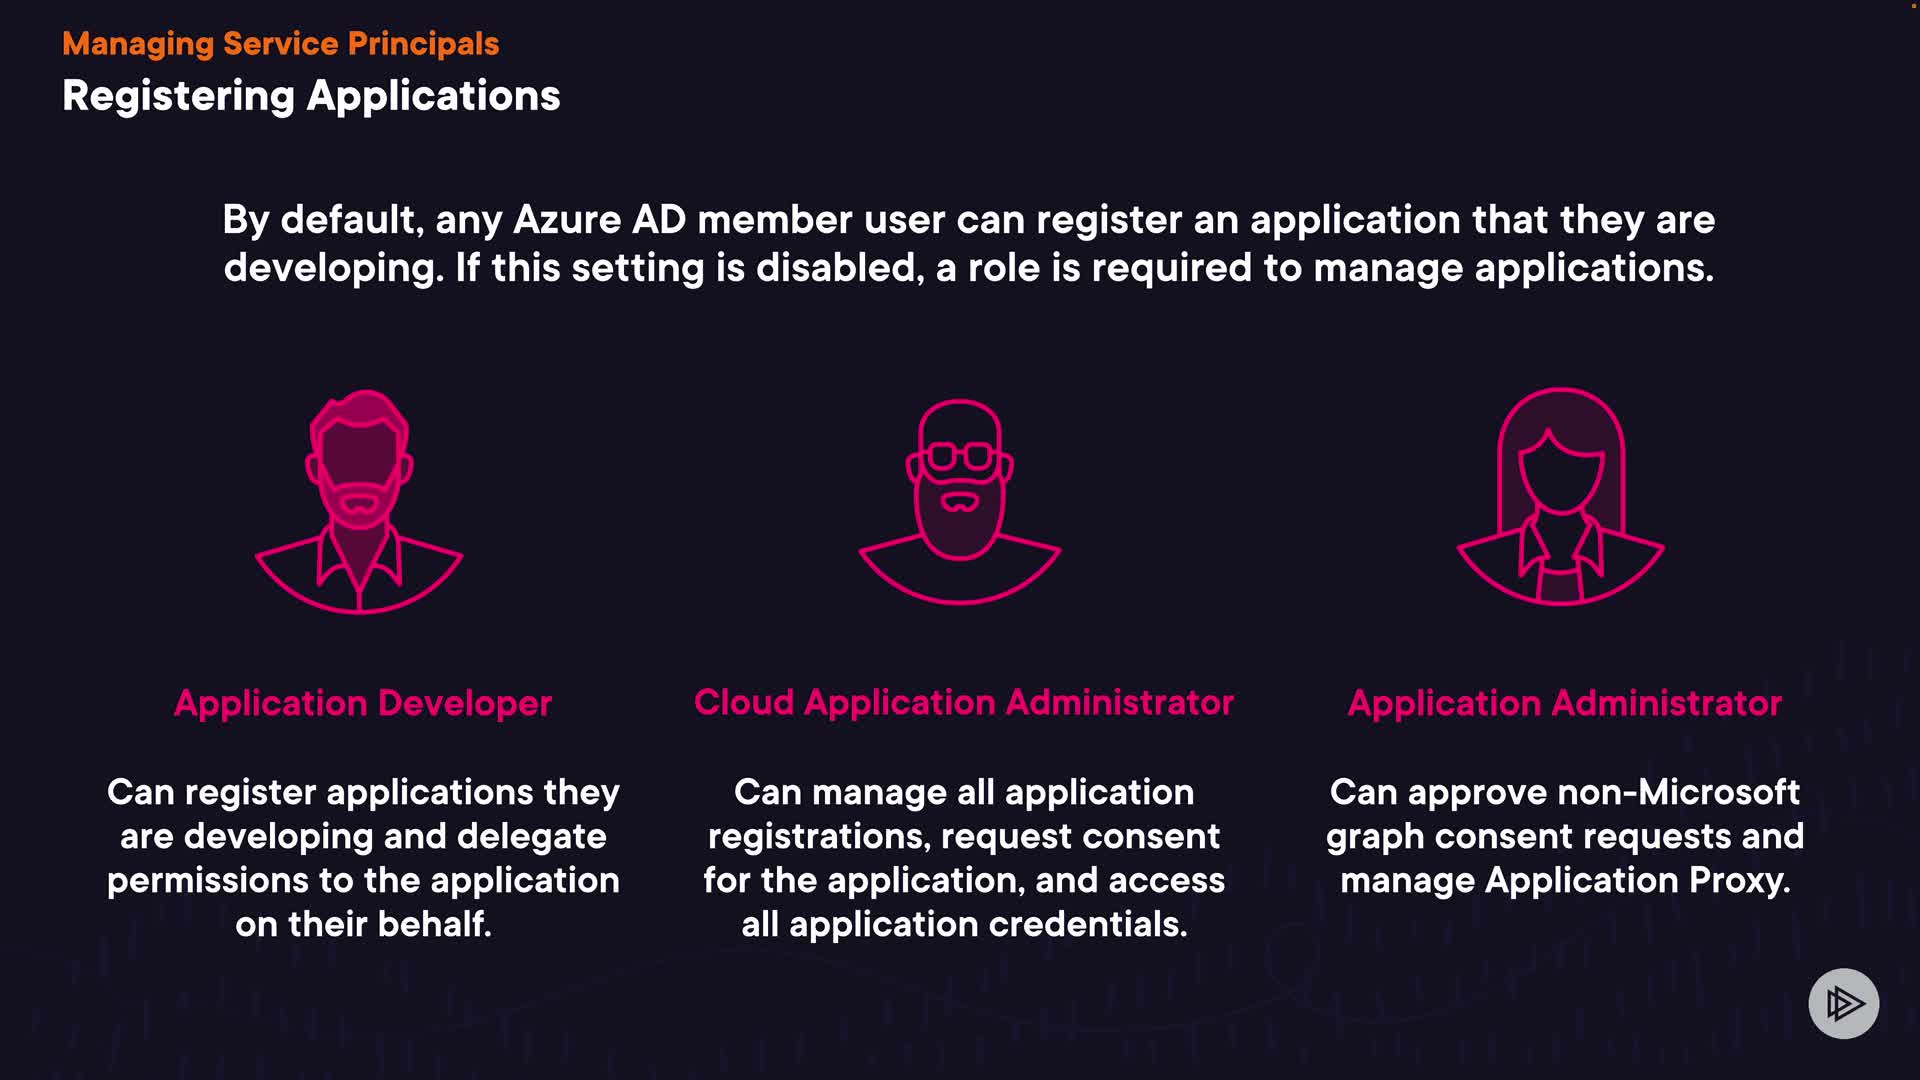 Managing Service Principals
Registering Applications
By default, any Azure AD member user can register an application that they are
developing. If this setting is disabled, a role is required to manage applications.
Application Developer
Can register applications they
are developing and delegate
permissions to the application
on their behalf.
Cloud Application Administrator
Can manage all application
registrations, request consent
for the application, and access
all application credentials.
Application Administrator
Can approve non-Microsoft
graph consent requests and
manage Application Proxy.